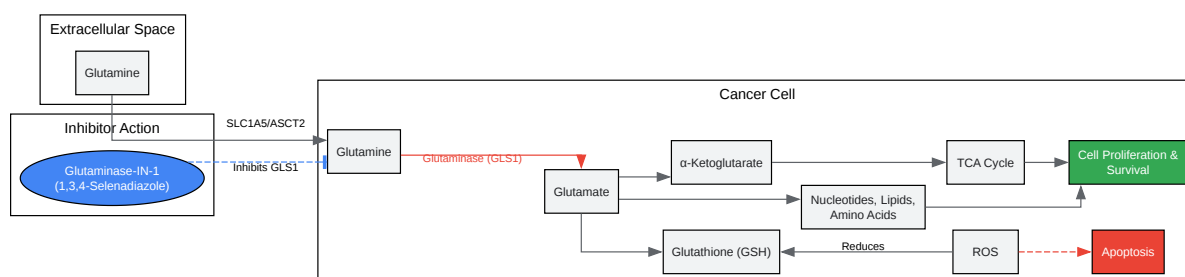 Extracellular Space
Glutamine
Cancer Cell
SLC1A5/ASCT2
Inhibitor Action
Glutamine
Glutaminase (GLS1)
Inhibits GLS1
Glutaminase-IN-1
(1,3,4-Selenadiazole)
Glutamate
α-Ketoglutarate
TCA Cycle
Cell Proliferation &
Survival
Nucleotides, Lipids,
Amino Acids
Glutathione (GSH)
Reduces
ROS
Apoptosis